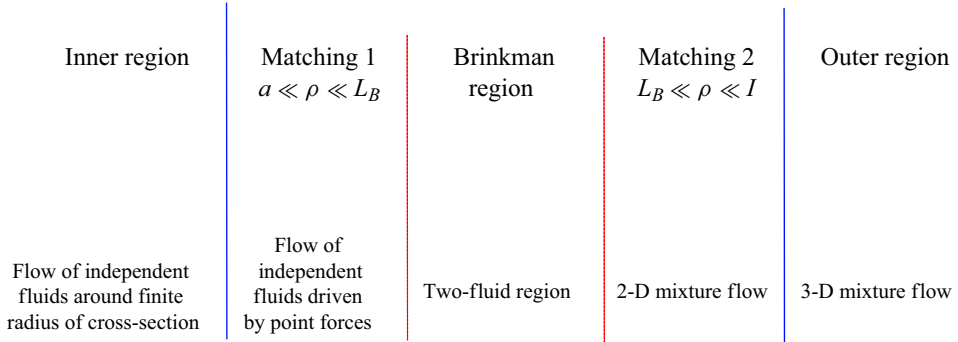 Inner region
Matching 1
a ≪ ρ ≪ L_B
Brinkman
region
Matching 2
L_B ≪ ρ ≪ I
Outer region
Flow of independent
fluids around finite
radius of cross-section
Flow of
independent
fluids driven
by point forces
Two-fluid region
2-D mixture flow
3-D mixture flow